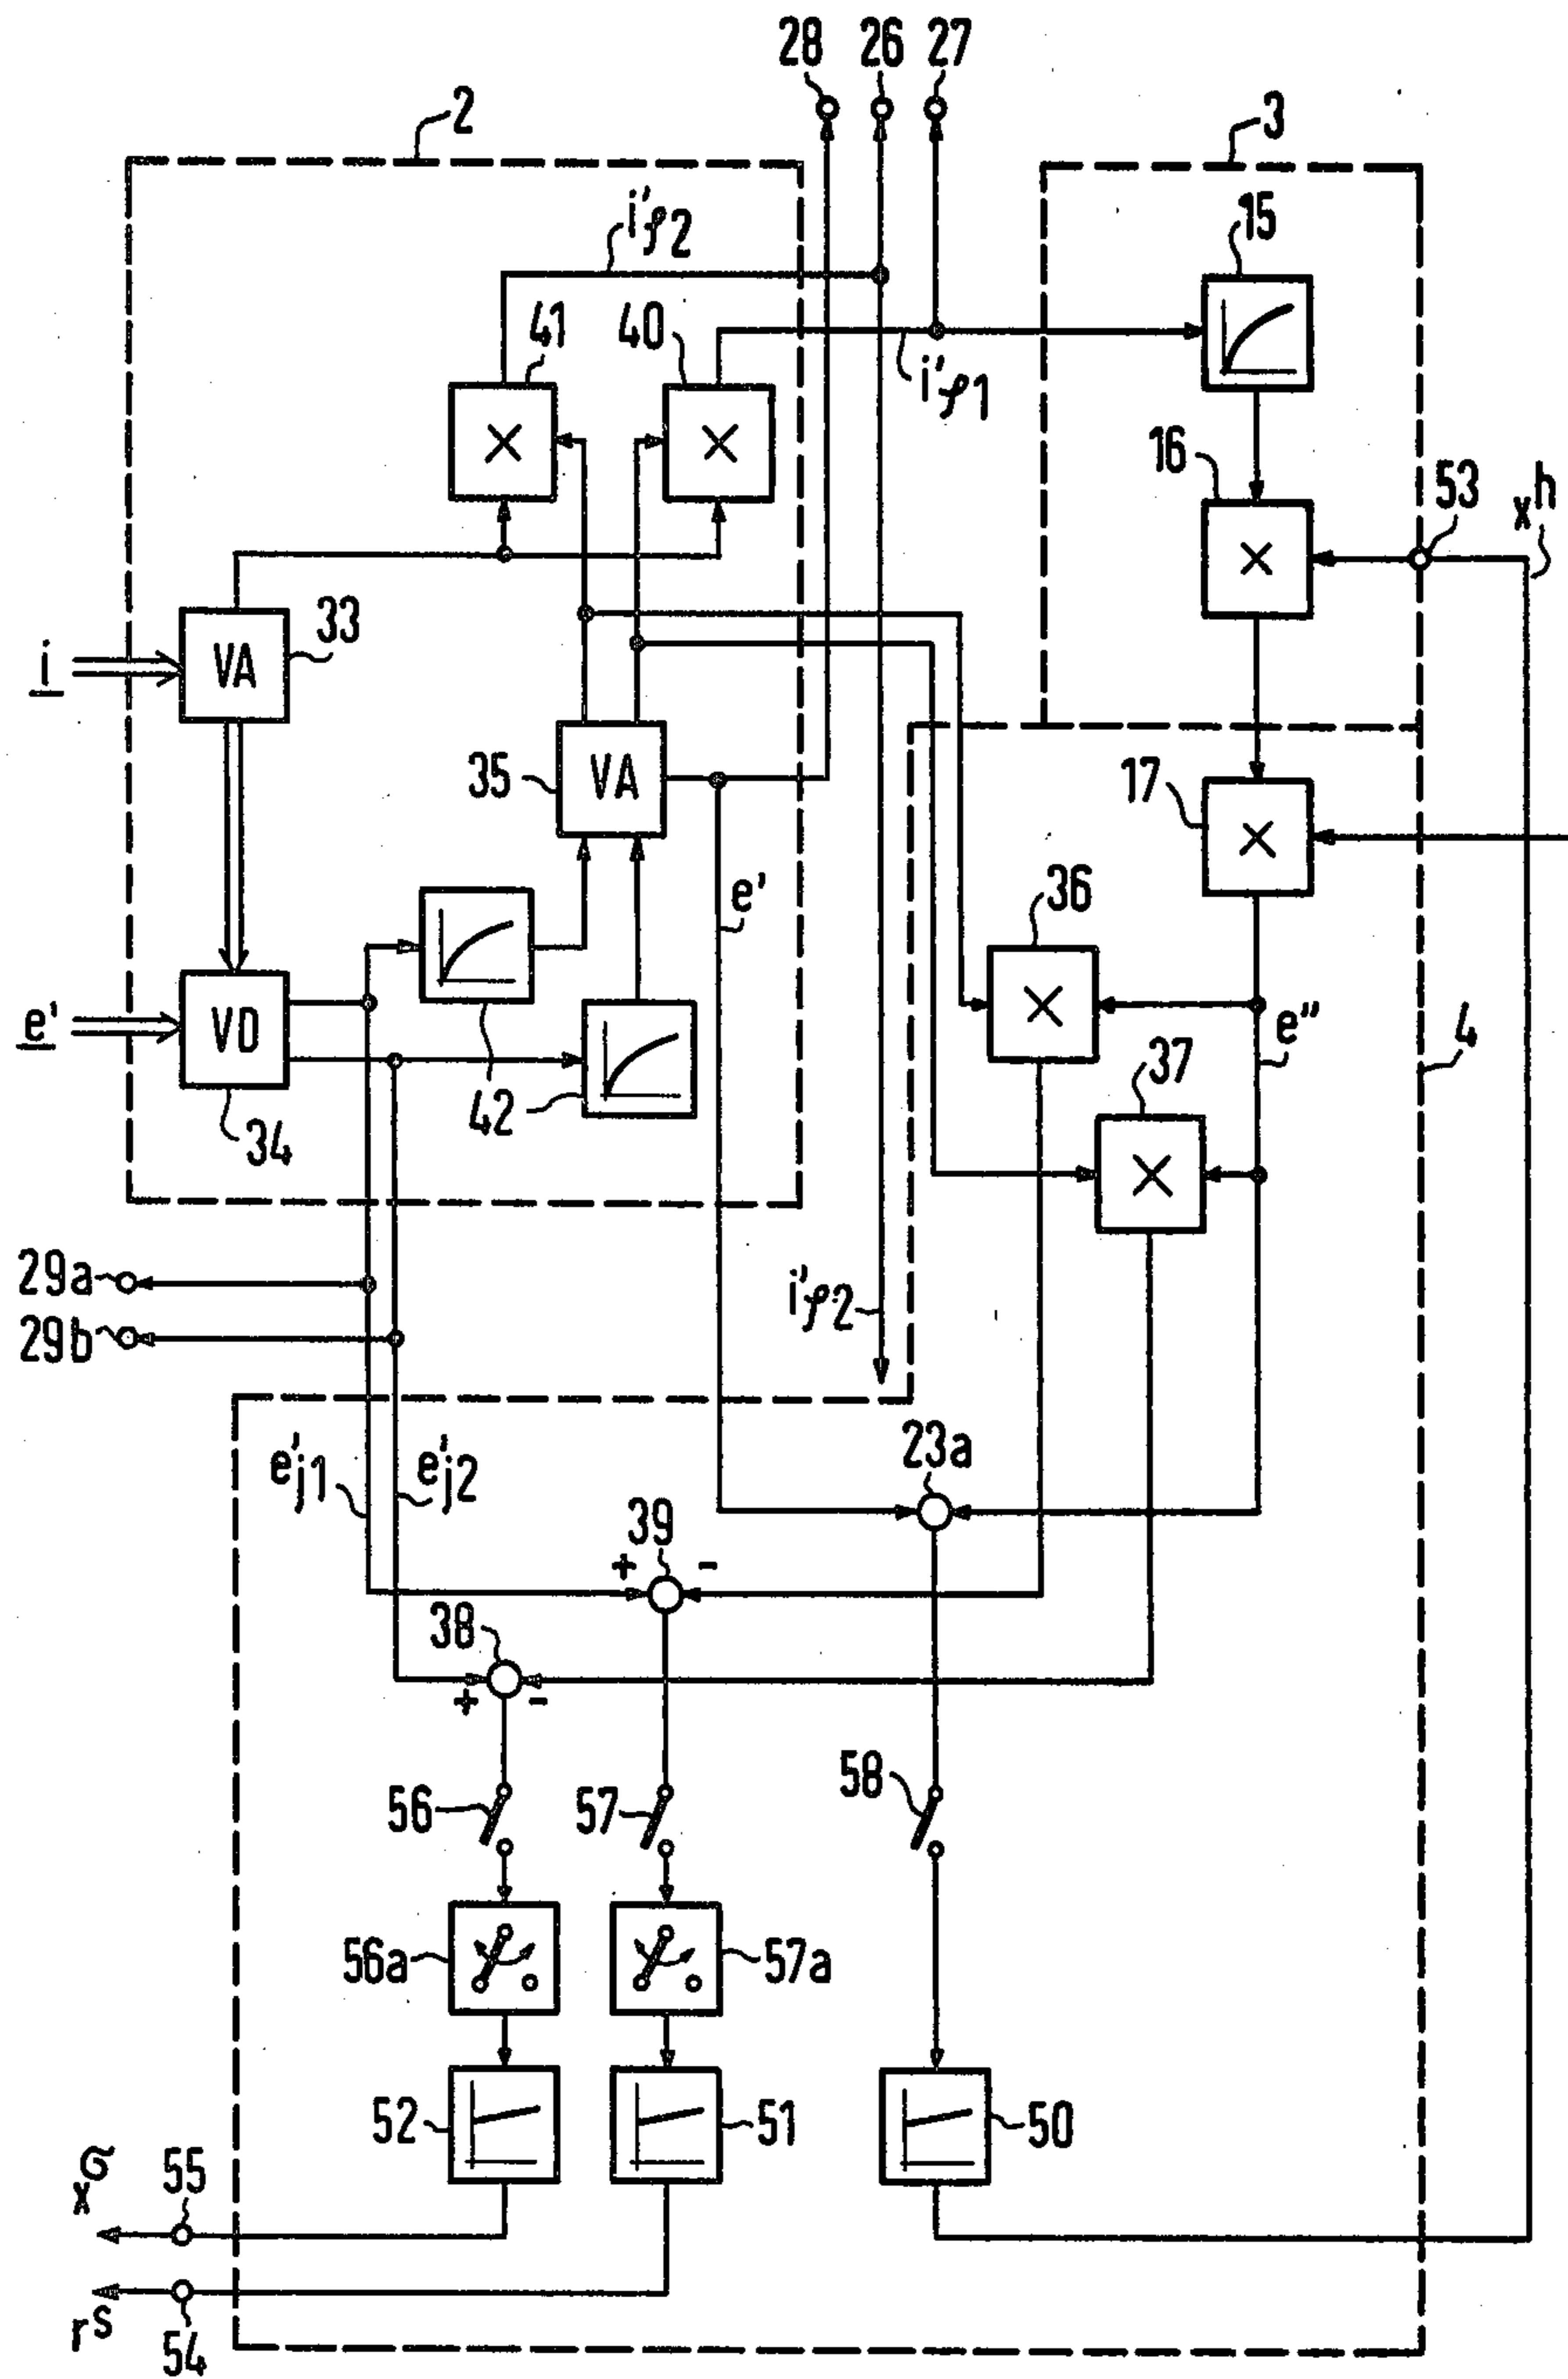 28 26 27
2
3
i'φ2
15
41 40
i'φ1
16
53
x^h
×
×
×
33
i
VA
35
VA
17
×
e'
36
×
e'
VD
34
42
e"
4
37
×
29a
29b
i'φ2
e'j1
e'j2
23a
39
+ -
38
+ -
56
57
58
56a
57a
52
51
50
x^σ
55
r^s
54